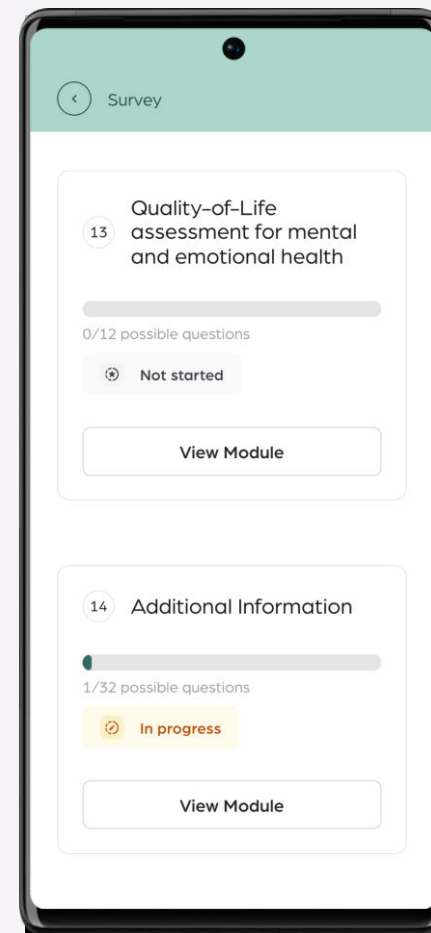 Survey
13
Quality-of-Life
assessment for mental
and emotional health
0/12 possible questions
Not started
View Module
14 Additional Information
1/32 possible questions
In progress
View Module